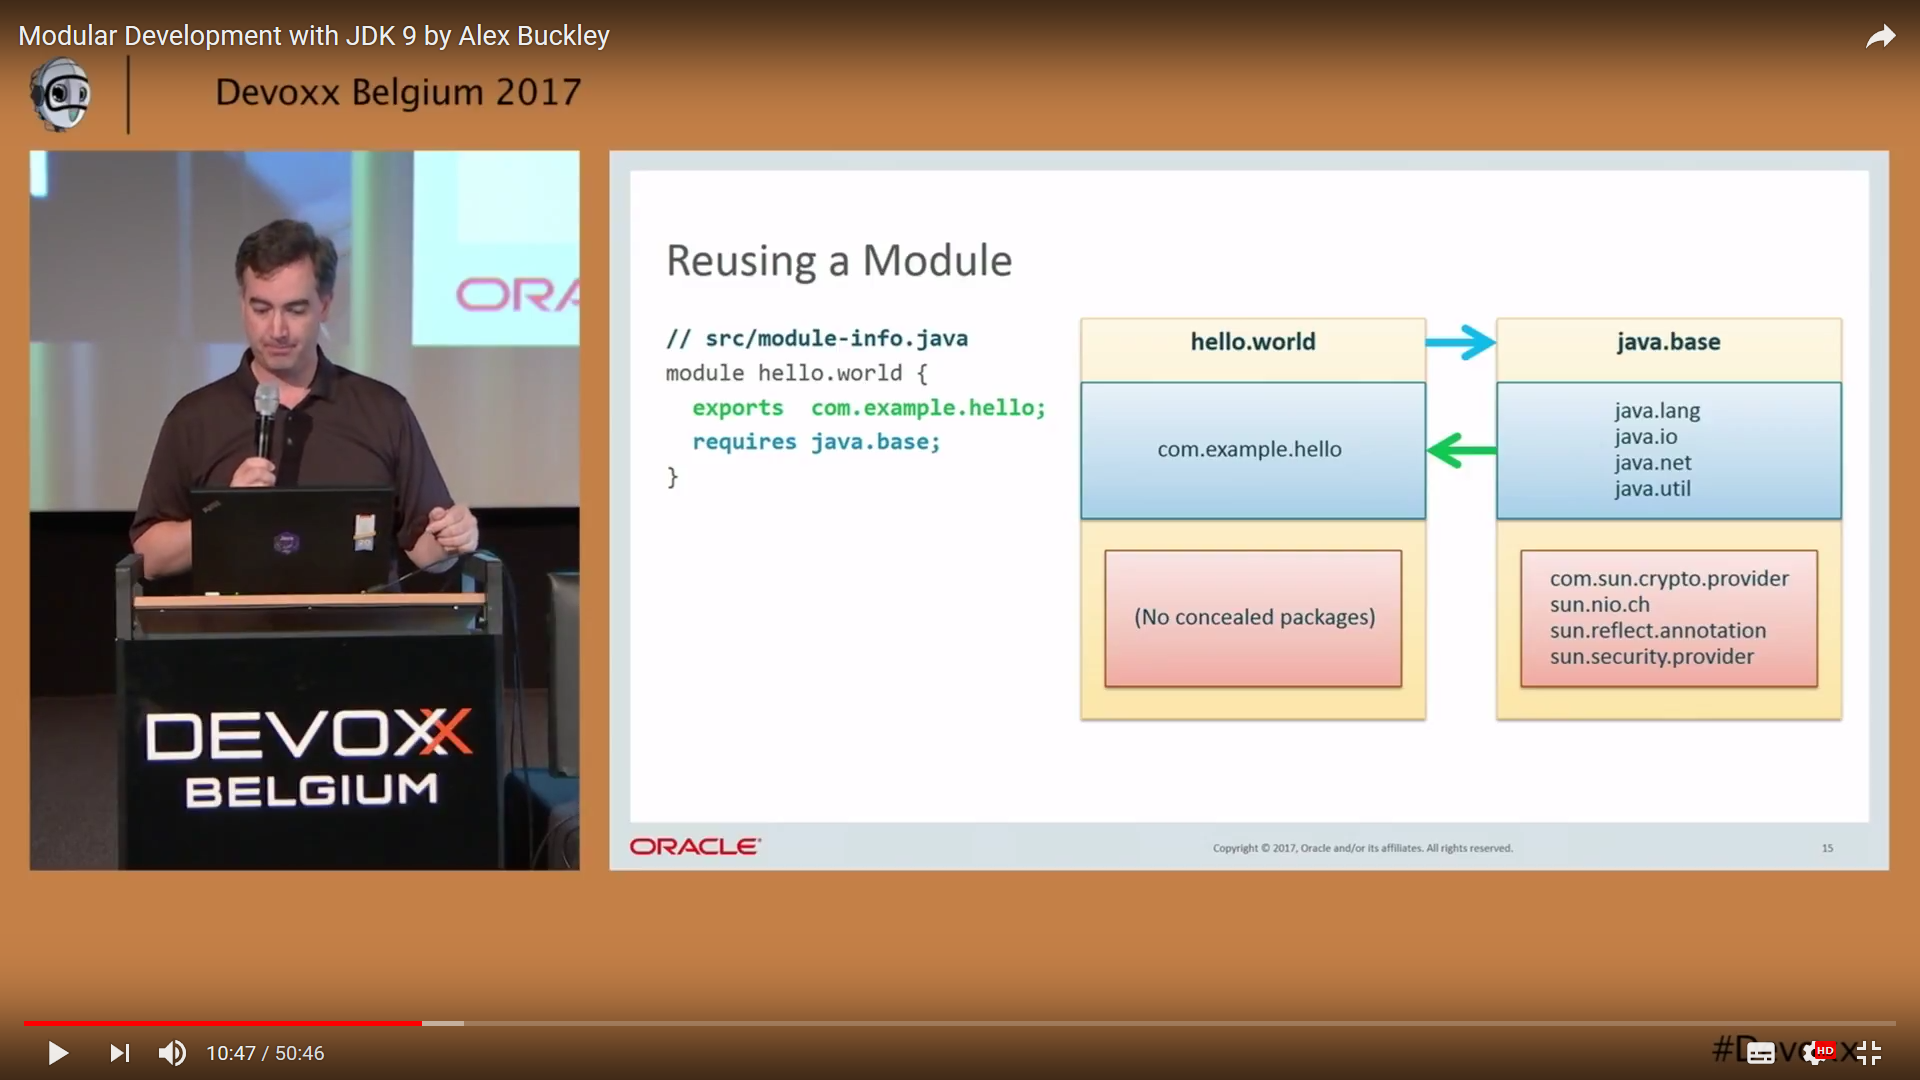 Modular Development with JDK 9 by Alex Buckley
Devoxx Belgium 2017
ORA
DEVOXX
BELGIUM
Reusing a Module
// src/module-info.java
module hello.world {
exports com.example.hello;
requires java.base;
}
hello.world
com.example.hello
(No concealed packages)
java.base
java.lang
java.io
java.net
java.util
com.sun.crypto.provider
sun.nio.ch
sun.reflect.annotation
sun.security.provider
ORACLE
Copyright © 2017, Oracle and/or its affiliates. All rights reserved.
15
#Devoxx
10:47 / 50:46
HD